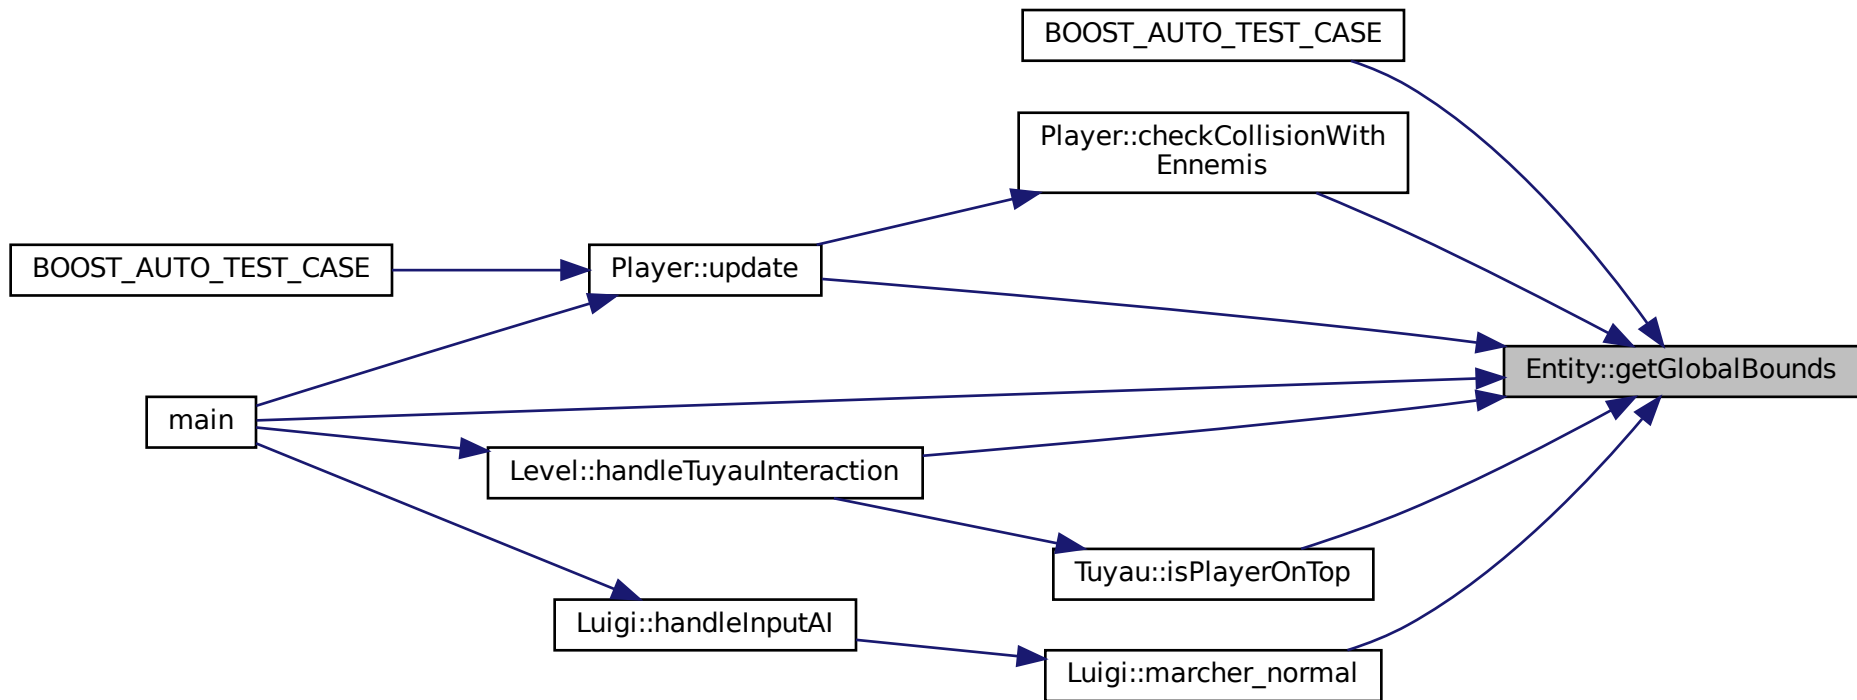 BOOST_AUTO_TEST_CASE
Player::checkCollisionWith
Ennemis
BOOST_AUTO_TEST_CASE
Player::update
Entity::getGlobalBounds
main
Level::handleTuyauInteraction
Tuyau::isPlayerOnTop
Luigi::handleInputAI
Luigi::marcher_normal